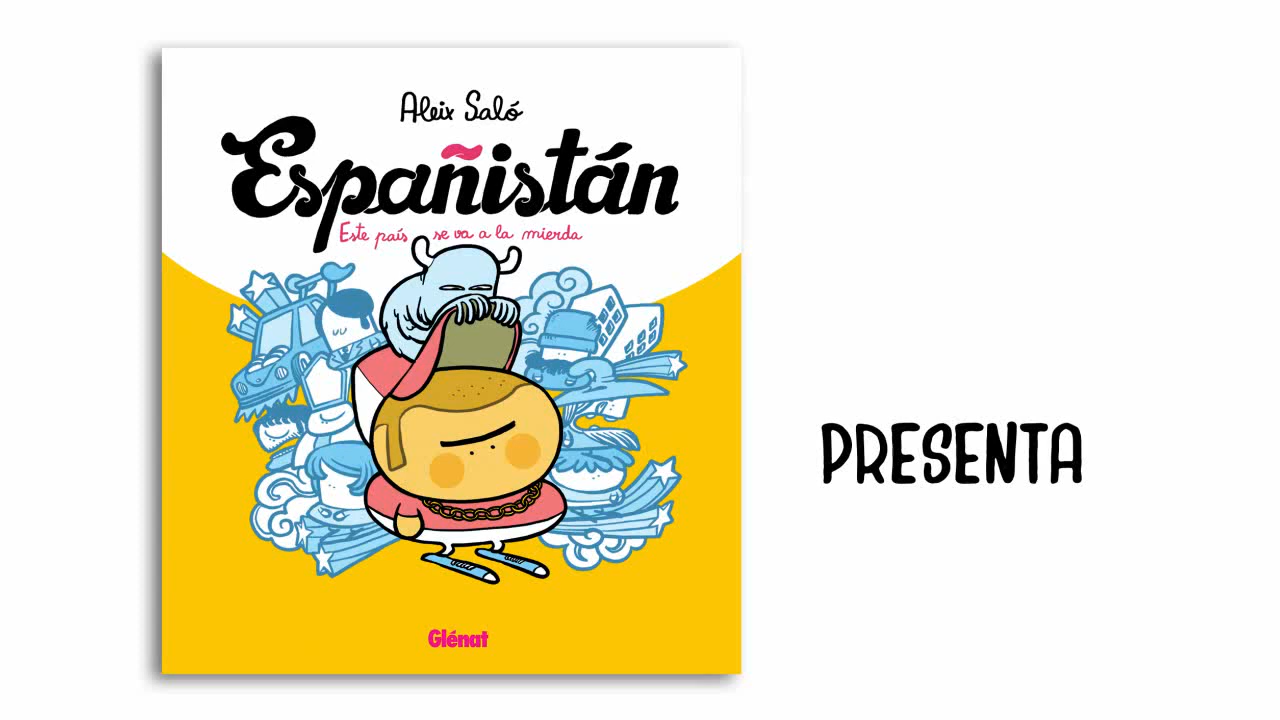 Aleix Saló
Españistán
Este país se va a la mierda
Glénat
PRESENTA